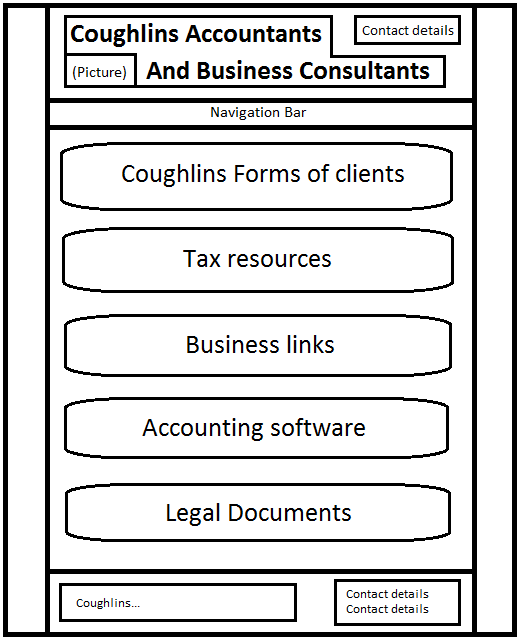 Coughlins Accountants
Contact details
(Picture)
And Business Consultants
Navigation Bar
Coughlins Forms of clients
Tax resources
Business links
Accounting software
Legal Documents
Coughlins...
Contact details
Contact details